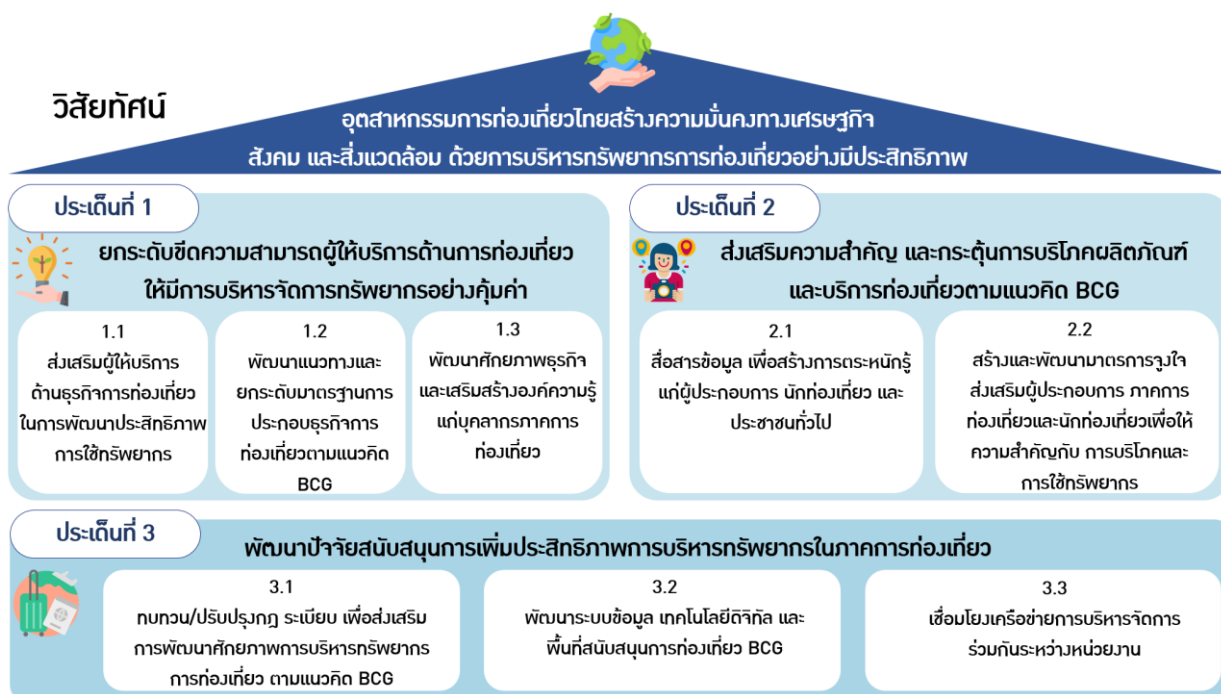 วิสัยทัศน์
อุตสาหกรรมการท่องเที่ยวไทยสร้างความมั่นคงทางเศรษฐกิจ
สังคม และสิ่งแวดล้อม ด้วยการบริหารทรัพยากรการท่องเที่ยวอย่างมีประสิทธิภาพ
ประเด็นที่ 1
ยกระดับขีดความสามารถผู้ให้บริการด้านการท่องเที่ยว
ให้มีการบริหารจัดการทรัพยากรอย่างคุ้มค่า
1.1
ส่งเสริมผู้ให้บริการ
ด้านธุรกิจการท่องเที่ยว
ในการพัฒนาประสิทธิภาพ
การใช้ทรัพยากร
1.2
พัฒนาแนวทางและ
ยกระดับมาตรฐานการ
ประกอบธุรกิจการ
ท่องเที่ยวตามแนวคิด
BCG
1.3
พัฒนาศักยภาพธุรกิจ
และเสริมสร้างองค์ความรู้
แก่บุคลากรภาคการ
ท่องเที่ยว
ประเด็นที่ 2
ส่งเสริมความสำคัญ และกระตุ้นการบริโภคผลิตภัณฑ์
และบริการท่องเที่ยวตามแนวคิด BCG
2.1
สื่อสารข้อมูล เพื่อสร้างการตระหนักรู้
แก่ผู้ประกอบการ นักท่องเที่ยว และ
ประชาชนทั่วไป
2.2
สร้างและพัฒนามาตรการจูงใจ
ส่งเสริมผู้ประกอบการ ภาคการ
ท่องเที่ยวและนักท่องเที่ยวเพื่อให้
ความสำคัญกับ การบริโภคและ
การใช้ทรัพยากร
ประเด็นที่ 3
พัฒนาปัจจัยสนับสนุนการเพิ่มประสิทธิภาพการบริหารทรัพยากรในภาคการท่องเที่ยว
3.1
ทบทวน/ปรับปรุงกฎ ระเบียบ เพื่อส่งเสริม
การพัฒนาศักยภาพการบริหารทรัพยากร
การท่องเที่ยว ตามแนวคิด BCG
3.2
พัฒนาระบบข้อมูล เทคโนโลยีดิจิทัล และ
พื้นที่สนับสนุนการท่องเที่ยว BCG
3.3
เชื่อมโยงเครือข่ายการบริหารจัดการ
ร่วมกันระหว่างหน่วยงาน